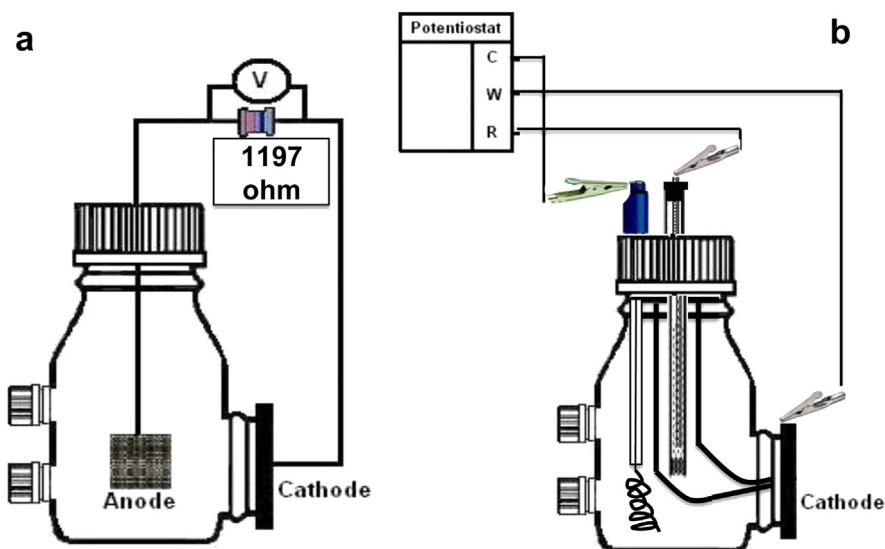 a
V
1197
ohm
Anode
Cathode
b
Potentiostat
C
W
R
Cathode